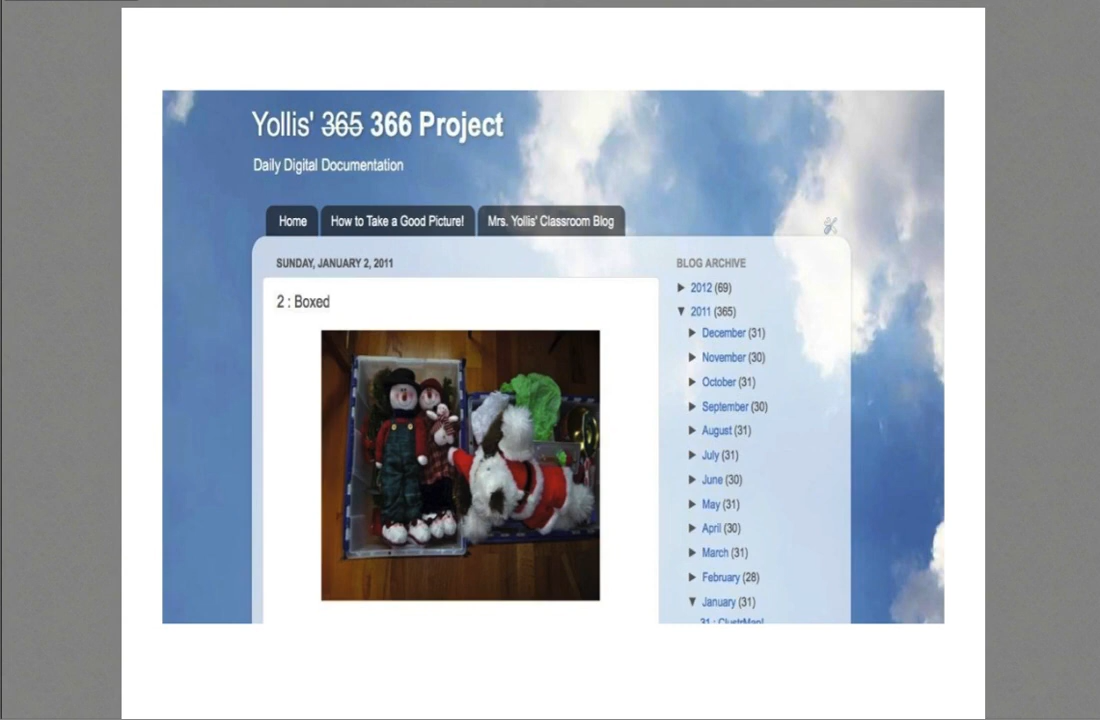 Yollis' 365 366 Project
Daily Digital Documentation
Home
How to Take a Good Picture!
Mrs. Yollis' Classroom Blog
SUNDAY, JANUARY 2, 2011
2 : Boxed
BLOG ARCHIVE
► 2012 (69)
▼ 2011 (365)
► December (31)
► November (30)
► October (31)
► September (30)
► August (31)
► July (31)
► June (30)
► May (31)
► April (30)
► March (31)
► February (28)
▼ January (31)
31 : ClustrMap!